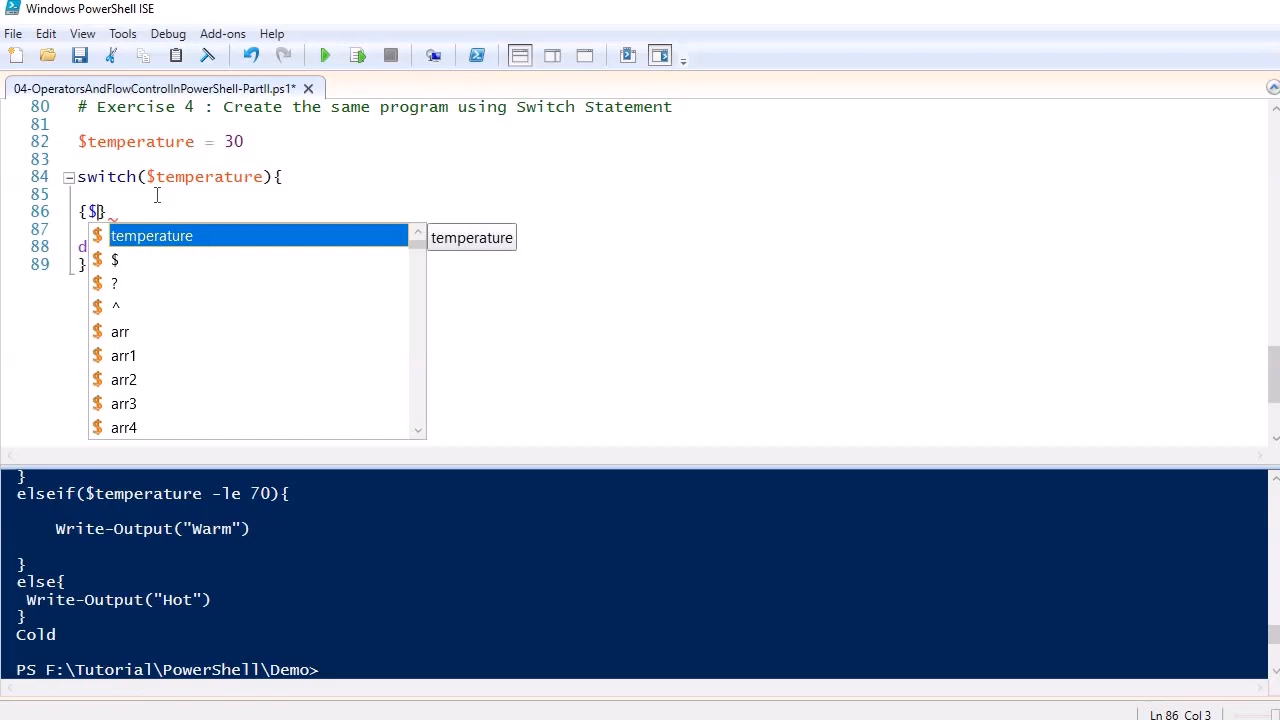 Windows PowerShell ISE
File Edit View Tools Debug Add-ons Help
04-OperatorsAndFlowControlInPowerShell-PartII.ps1*
80 # Exercise 4 : Create the same program using Switch Statement
81
82 $temperature = 30
83
84 switch($temperature){
85
86 {$}
87
88 d
89 }
temperature temperature
$
?
^
arr
arr1
arr2
arr3
arr4
}
elseif($temperature -le 70){
Write-Output("Warm")
}
else{
Write-Output("Hot")
}
Cold
PS F:\Tutorial\PowerShell\Demo>
Ln 86 Col 3